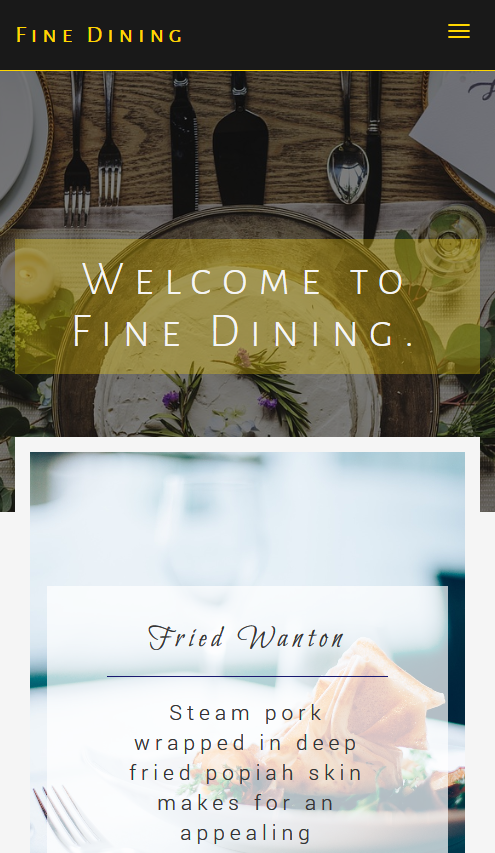 Fine Dining
Welcome to
Fine Dining.
Fried Wanton
Steam pork
wrapped in deep
fried popiah skin
makes for an
appealing